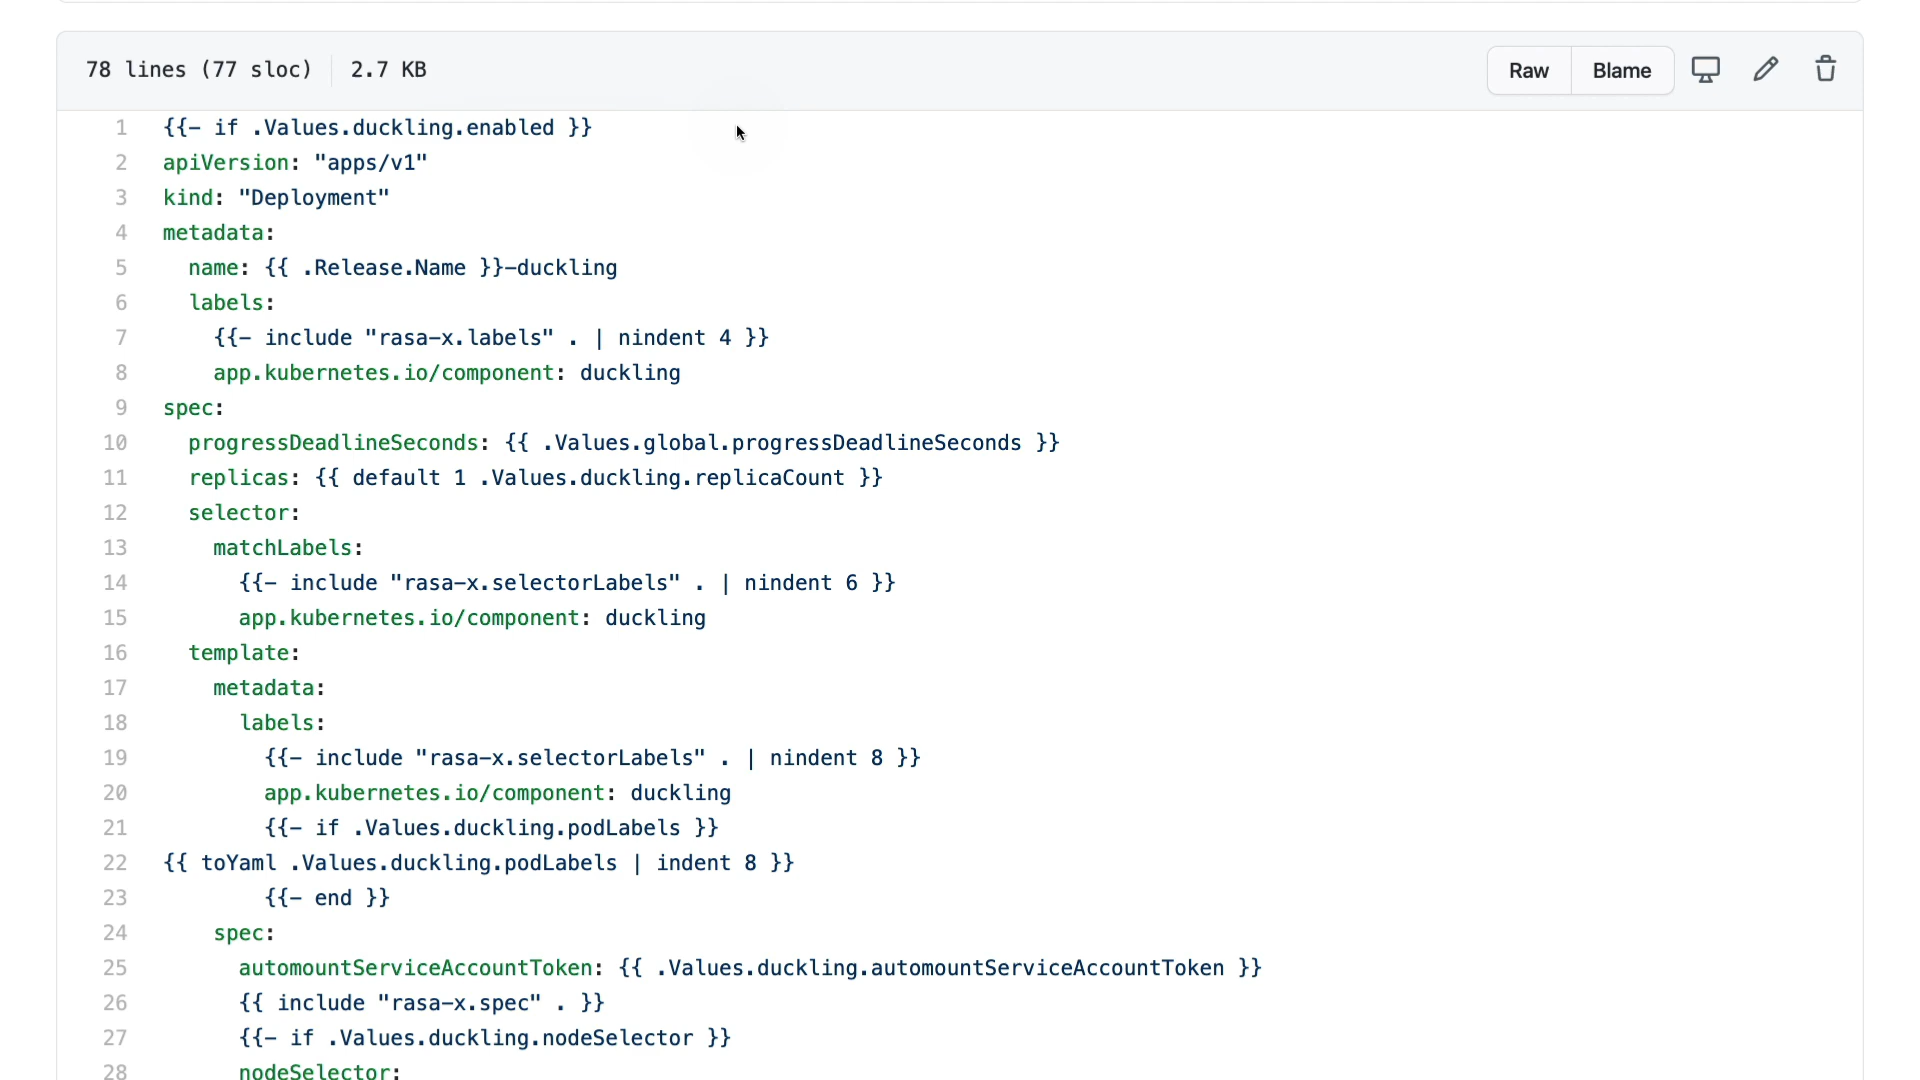 78 lines (77 sloc) 2.7 KB Raw Blame
1 {{- if .Values.duckling.enabled }}
2 apiVersion: "apps/v1"
3 kind: "Deployment"
4 metadata:
5   name: {{ .Release.Name }}-duckling
6   labels:
7     {{- include "rasa-x.labels" . | nindent 4 }}
8     app.kubernetes.io/component: duckling
9 spec:
10   progressDeadlineSeconds: {{ .Values.global.progressDeadlineSeconds }}
11   replicas: {{ default 1 .Values.duckling.replicaCount }}
12   selector:
13     matchLabels:
14       {{- include "rasa-x.selectorLabels" . | nindent 6 }}
15       app.kubernetes.io/component: duckling
16   template:
17     metadata:
18       labels:
19         {{- include "rasa-x.selectorLabels" . | nindent 8 }}
20         app.kubernetes.io/component: duckling
21         {{- if .Values.duckling.podLabels }}
22 {{ toYaml .Values.duckling.podLabels | indent 8 }}
23         {{- end }}
24     spec:
25       automountServiceAccountToken: {{ .Values.duckling.automountServiceAccountToken }}
26       {{ include "rasa-x.spec" . }}
27       {{- if .Values.duckling.nodeSelector }}
28       nodeSelector: